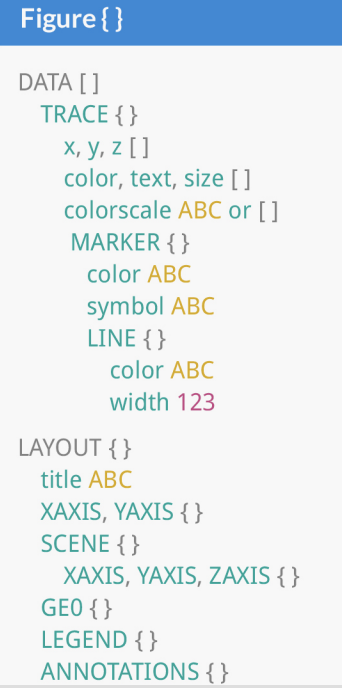 Figure { }
DATA [ ]
TRACE { }
x, y, z [ ]
color, text, size [ ]
colorscale ABC or [ ]
MARKER { }
color ABC
symbol ABC
LINE { }
color ABC
width 123
LAYOUT { }
title ABC
XAXIS, YAXIS { }
SCENE { }
XAXIS, YAXIS, ZAXIS { }
GE0 { }
LEGEND { }
ANNOTATIONS { }